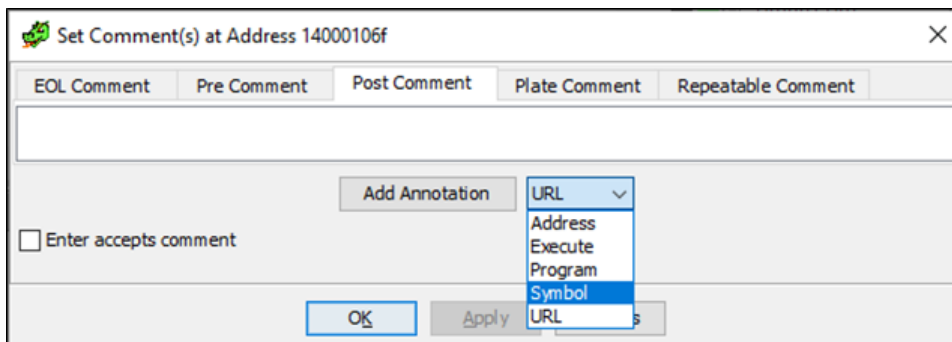 Set Comment(s) at Address 14000106f
EOL Comment Pre Comment Post Comment Plate Comment Repeatable Comment
Add Annotation URL
Address
Enter accepts comment Execute
Program
Symbol
OK Apply URL